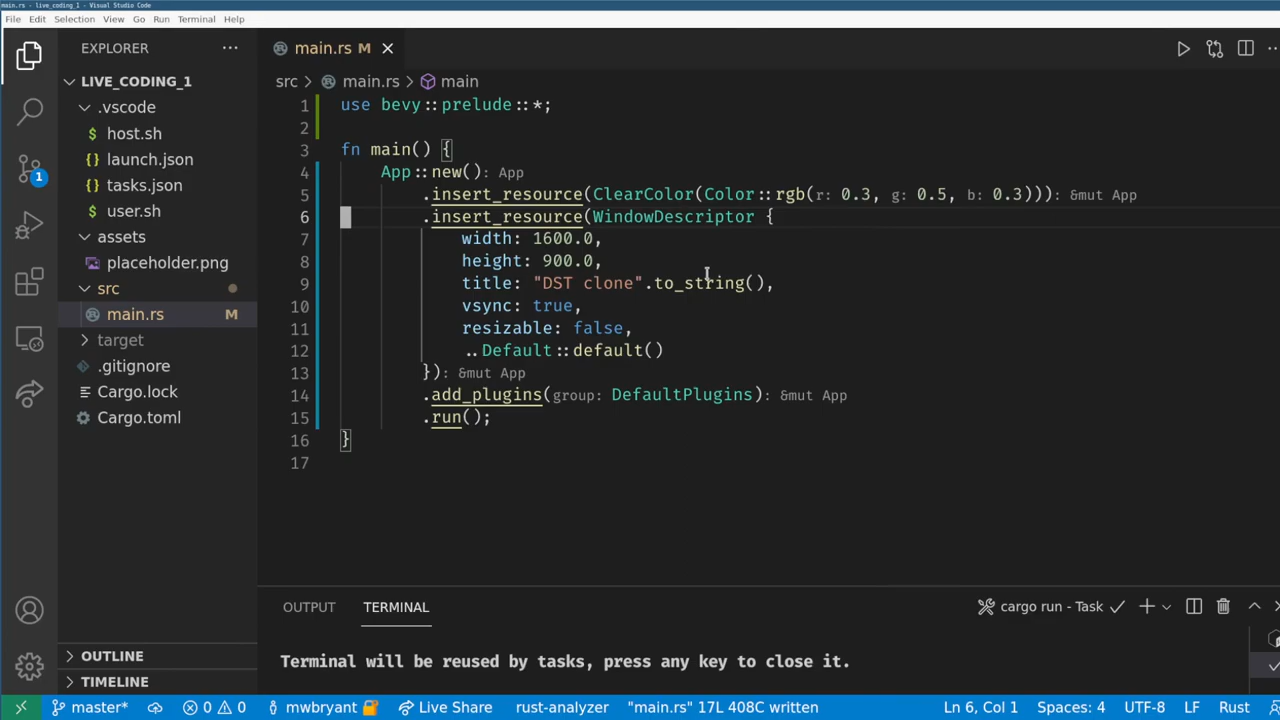 main.rs - live_coding_1 - Visual Studio Code
File Edit Selection View Go Run Terminal Help
EXPLORER ···
LIVE_CODING_1
.vscode
$ host.sh
{} launch.json
{} tasks.json
$ user.sh
assets
placeholder.png
src
main.rs M
target
.gitignore
Cargo.lock
Cargo.toml
OUTLINE
TIMELINE
1
main.rs M
src > main.rs > main
1 use bevy::prelude::*;
2
3 fn main() {
4 App::new(): App
5 .insert_resource(ClearColor(Color::rgb(r: 0.3, g: 0.5, b: 0.3))): &mut App
6 .insert_resource(WindowDescriptor {
7 width: 1600.0,
8 height: 900.0,
9 title: "DST clone".to_string(),
10 vsync: true,
11 resizable: false,
12 ..Default::default()
13 }): &mut App
14 .add_plugins(group: DefaultPlugins): &mut App
15 .run();
16 }
17
OUTPUT TERMINAL
cargo run - Task
Terminal will be reused by tasks, press any key to close it.
master* 0 0 mwbryant Live Share rust-analyzer "main.rs" 17L 408C written Ln 6, Col 1 Spaces: 4 UTF-8 LF Rust